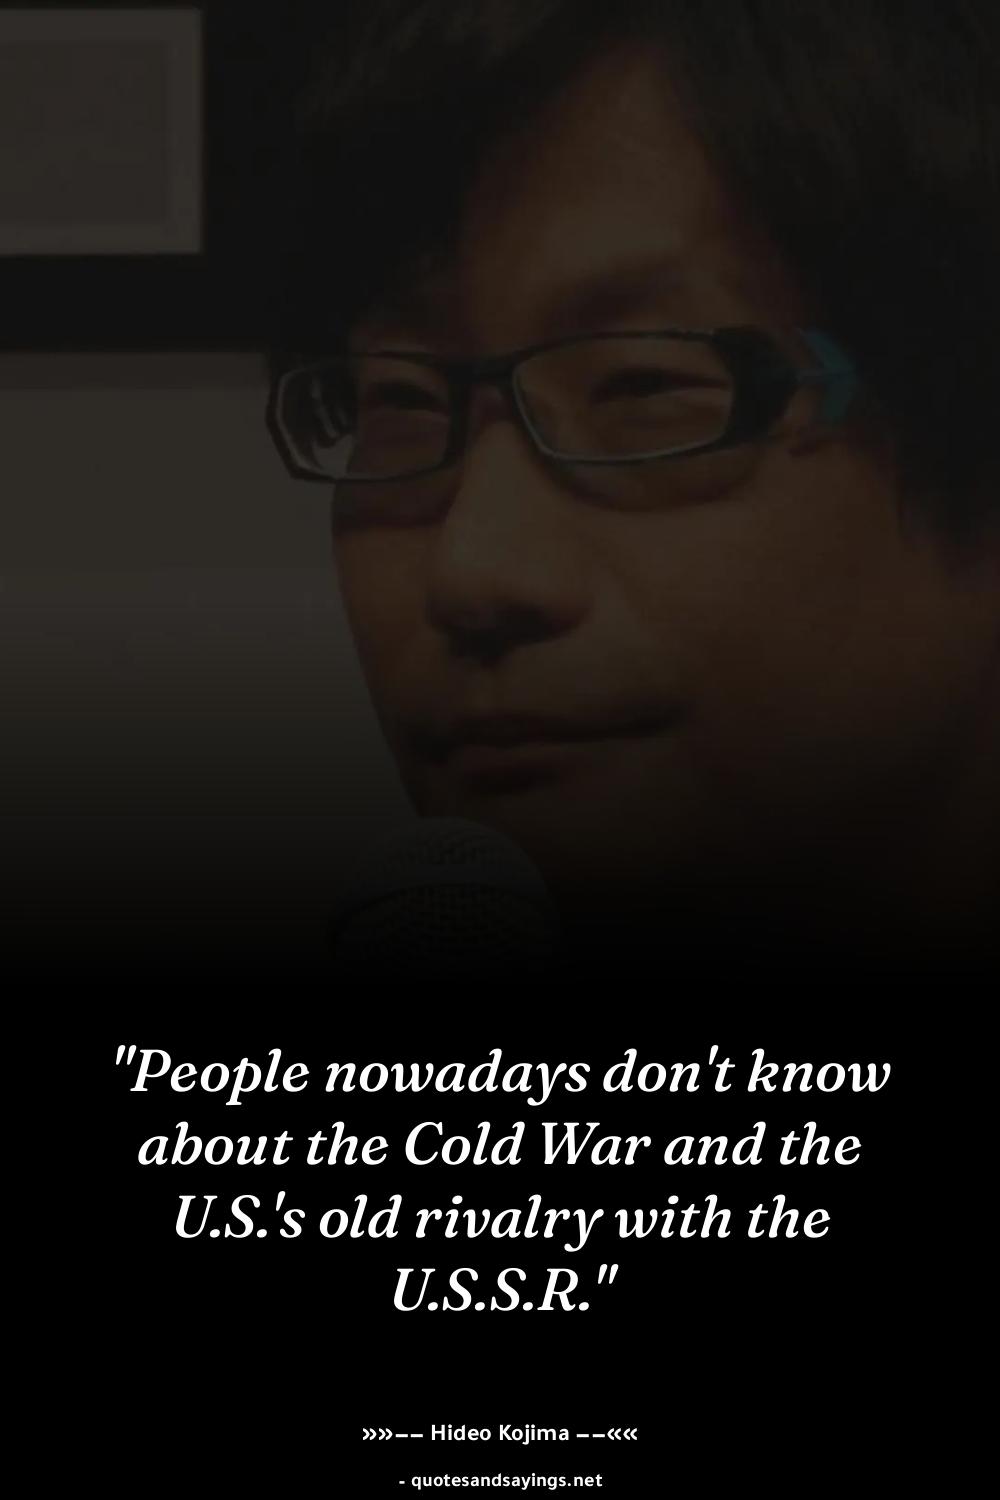 "People nowadays don't know
about the Cold War and the
U.S.'s old rivalry with the
U.S.S.R."
»»−− Hideo Kojima −−««
- quotesandsayings.net